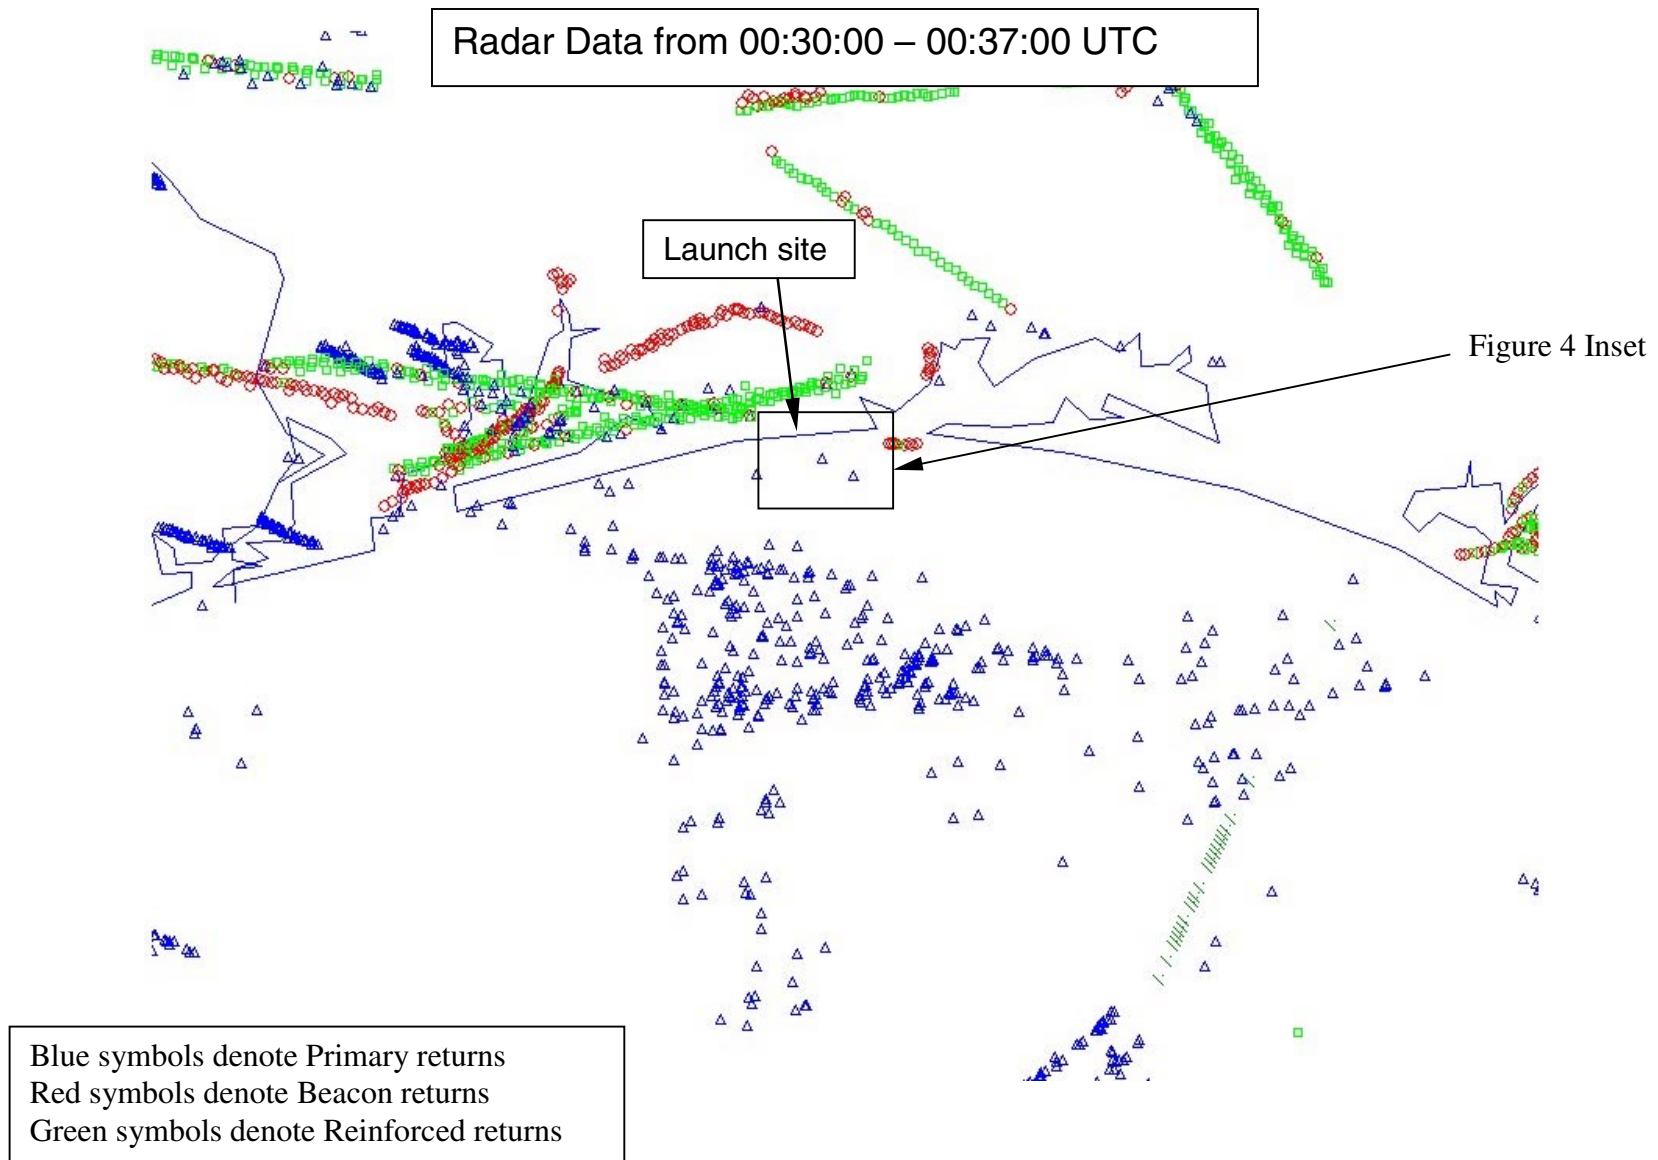 Radar Data from 00:30:00 – 00:37:00 UTC
Launch site
Figure 4 Inset
Blue symbols denote Primary returns
Red symbols denote Beacon returns
Green symbols denote Reinforced returns